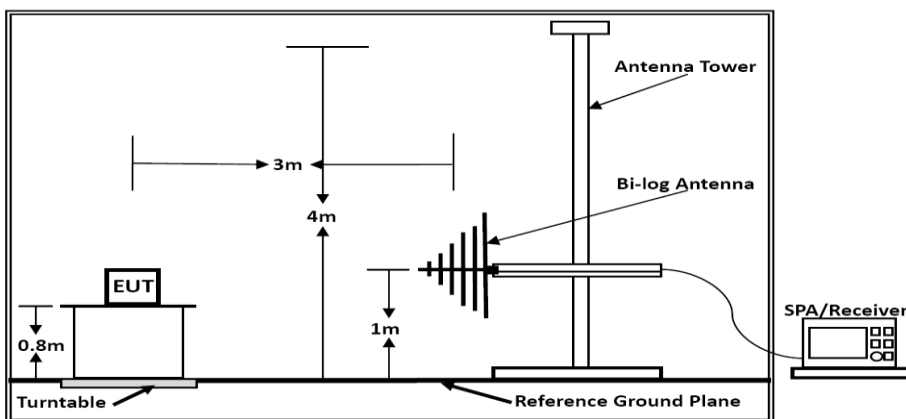 Antenna Tower
3m
Bi-log Antenna
4m
EUT
SPA/Receiver
1m
0.8m
Turntable
Reference Ground Plane